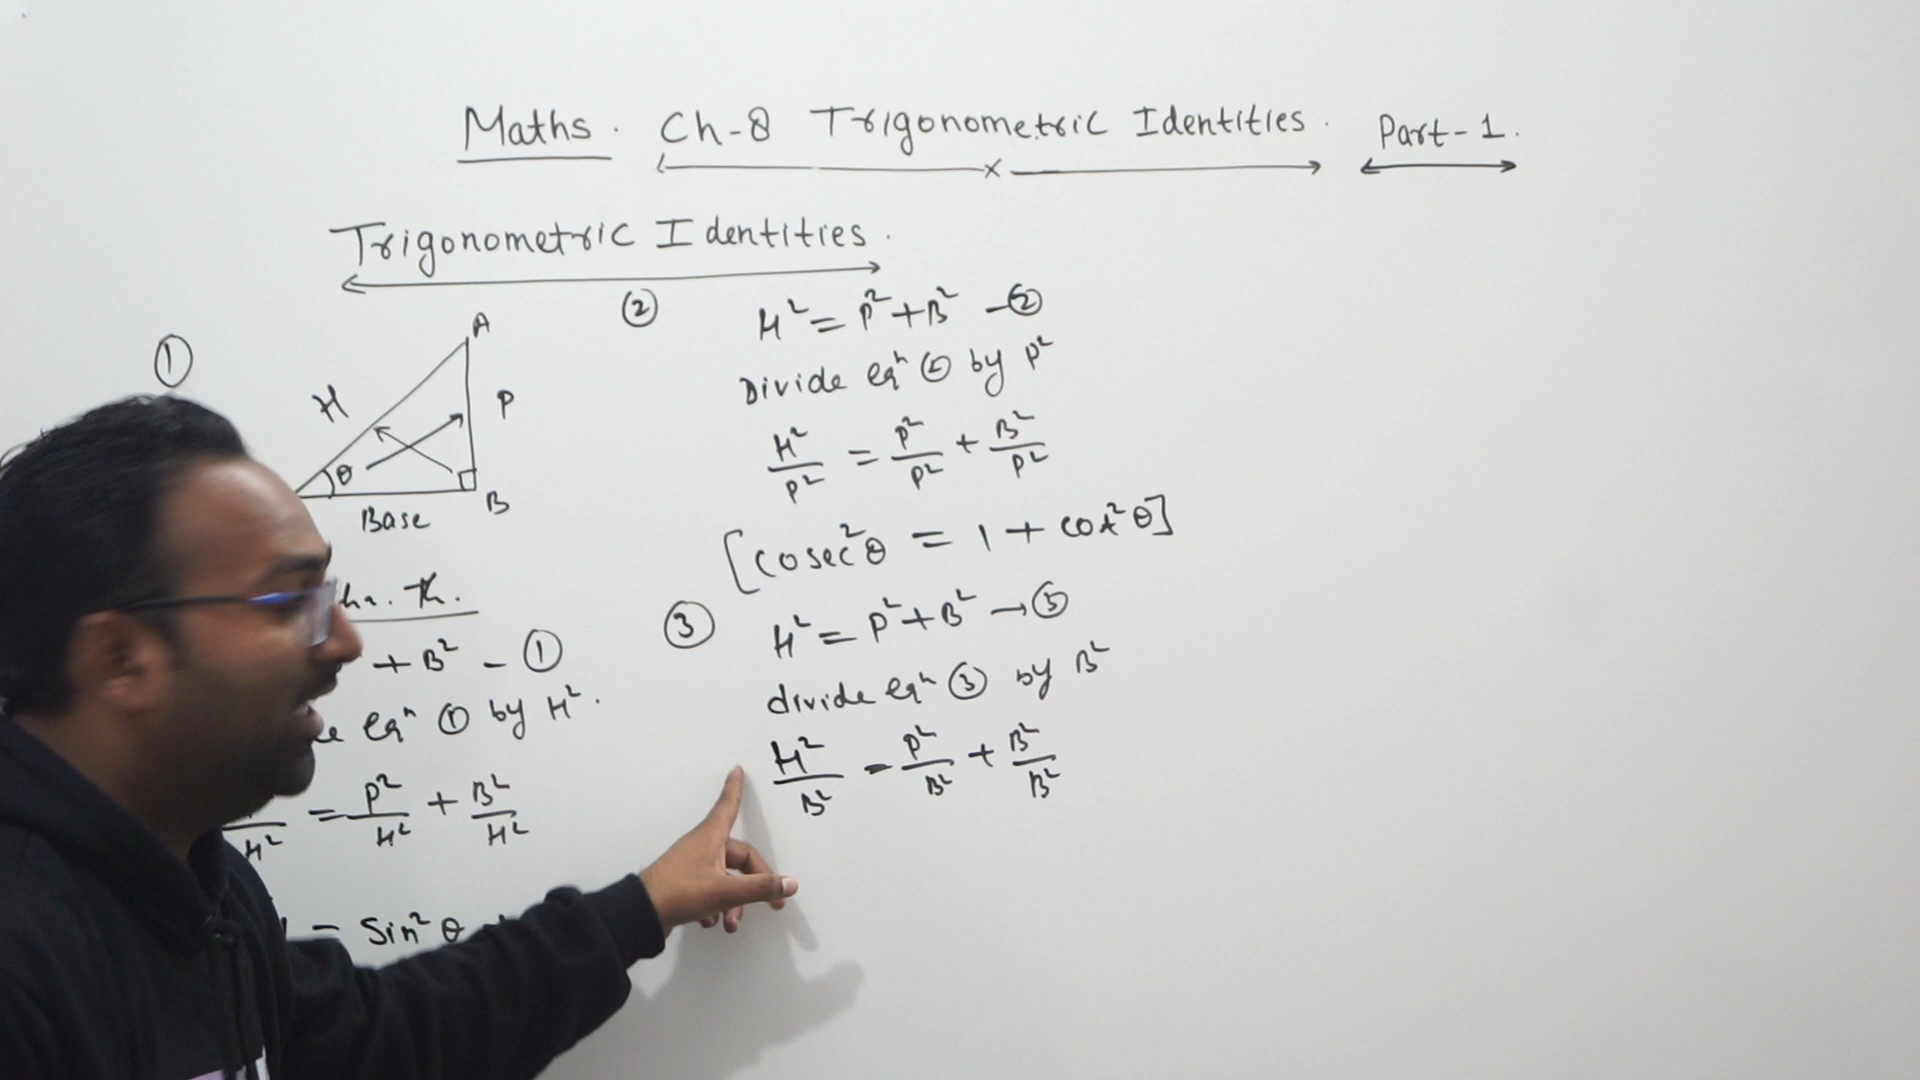 Maths. Ch-8 Trigonometric Identities. Part-1.
Trigonometric Identities.
①
A
H
P
θ
B
Base
Th.
+ B² - ①
eqⁿ ① by H².
H² = P²/H² + B²/H²
= Sin² θ
②
H² = P² + B² - ②
Divide eqⁿ ② by P²
H²/P² = P²/P² + B²/P²
[cosec²θ = 1 + cot²θ]
③ H² = P² + B² → ③
divide eqⁿ ③ by B²
H²/B² = P²/B² + B²/B²